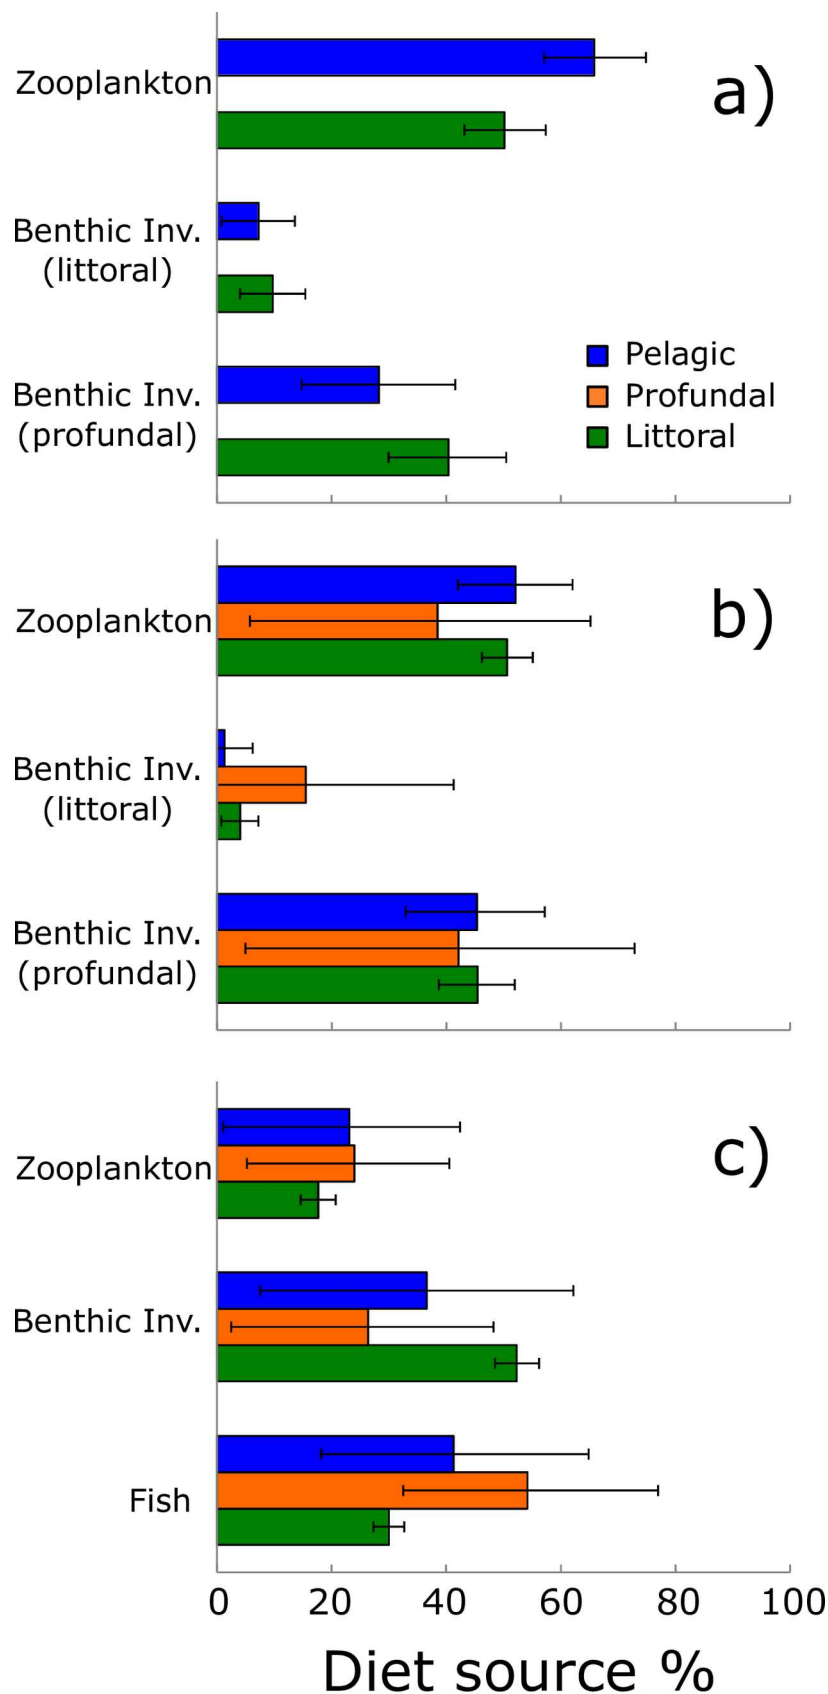 a)
Zooplankton
Benthic Inv.
(littoral)
Benthic Inv.
(profundal)
Pelagic
Profundal
Littoral
b)
Zooplankton
Benthic Inv.
(littoral)
Benthic Inv.
(profundal)
c)
Zooplankton
Benthic Inv.
Fish
0 20 40 60 80 100
Diet source %